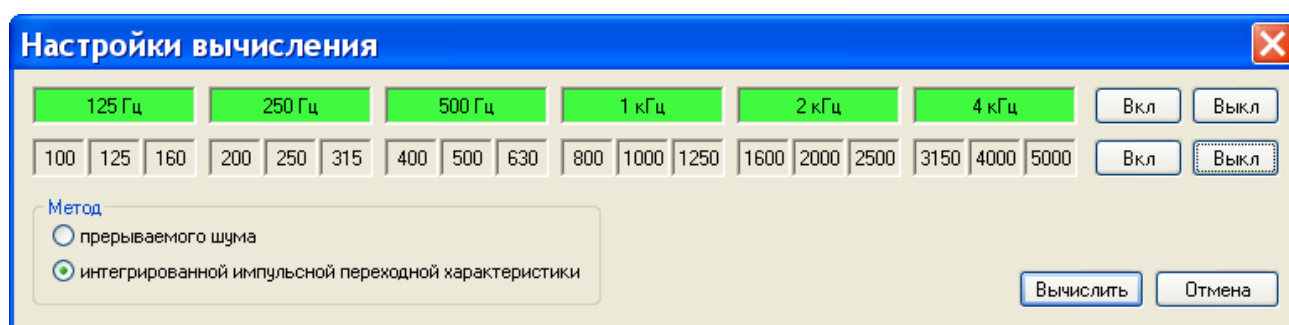 Настройки вычисления
125 Гц 250 Гц 500 Гц 1 кГц 2 кГц 4 кГц Вкл Выкл
100 125 160 200 250 315 400 500 630 800 1000 1250 1600 2000 2500 3150 4000 5000 Вкл Выкл
Метод
прерываемого шума
интегрированной импульсной переходной характеристики
Вычислить Отмена